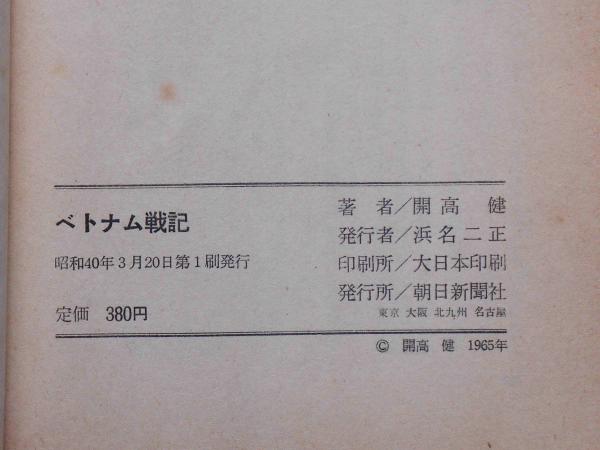 ベトナム戦記
昭和40年3月20日第1刷発行
定価 380円
著者/開高 健
発行者/浜名二正
印刷所/大日本印刷
発行所/朝日新聞社
東京 大阪 北九州 名古屋
© 開高 健 1965年